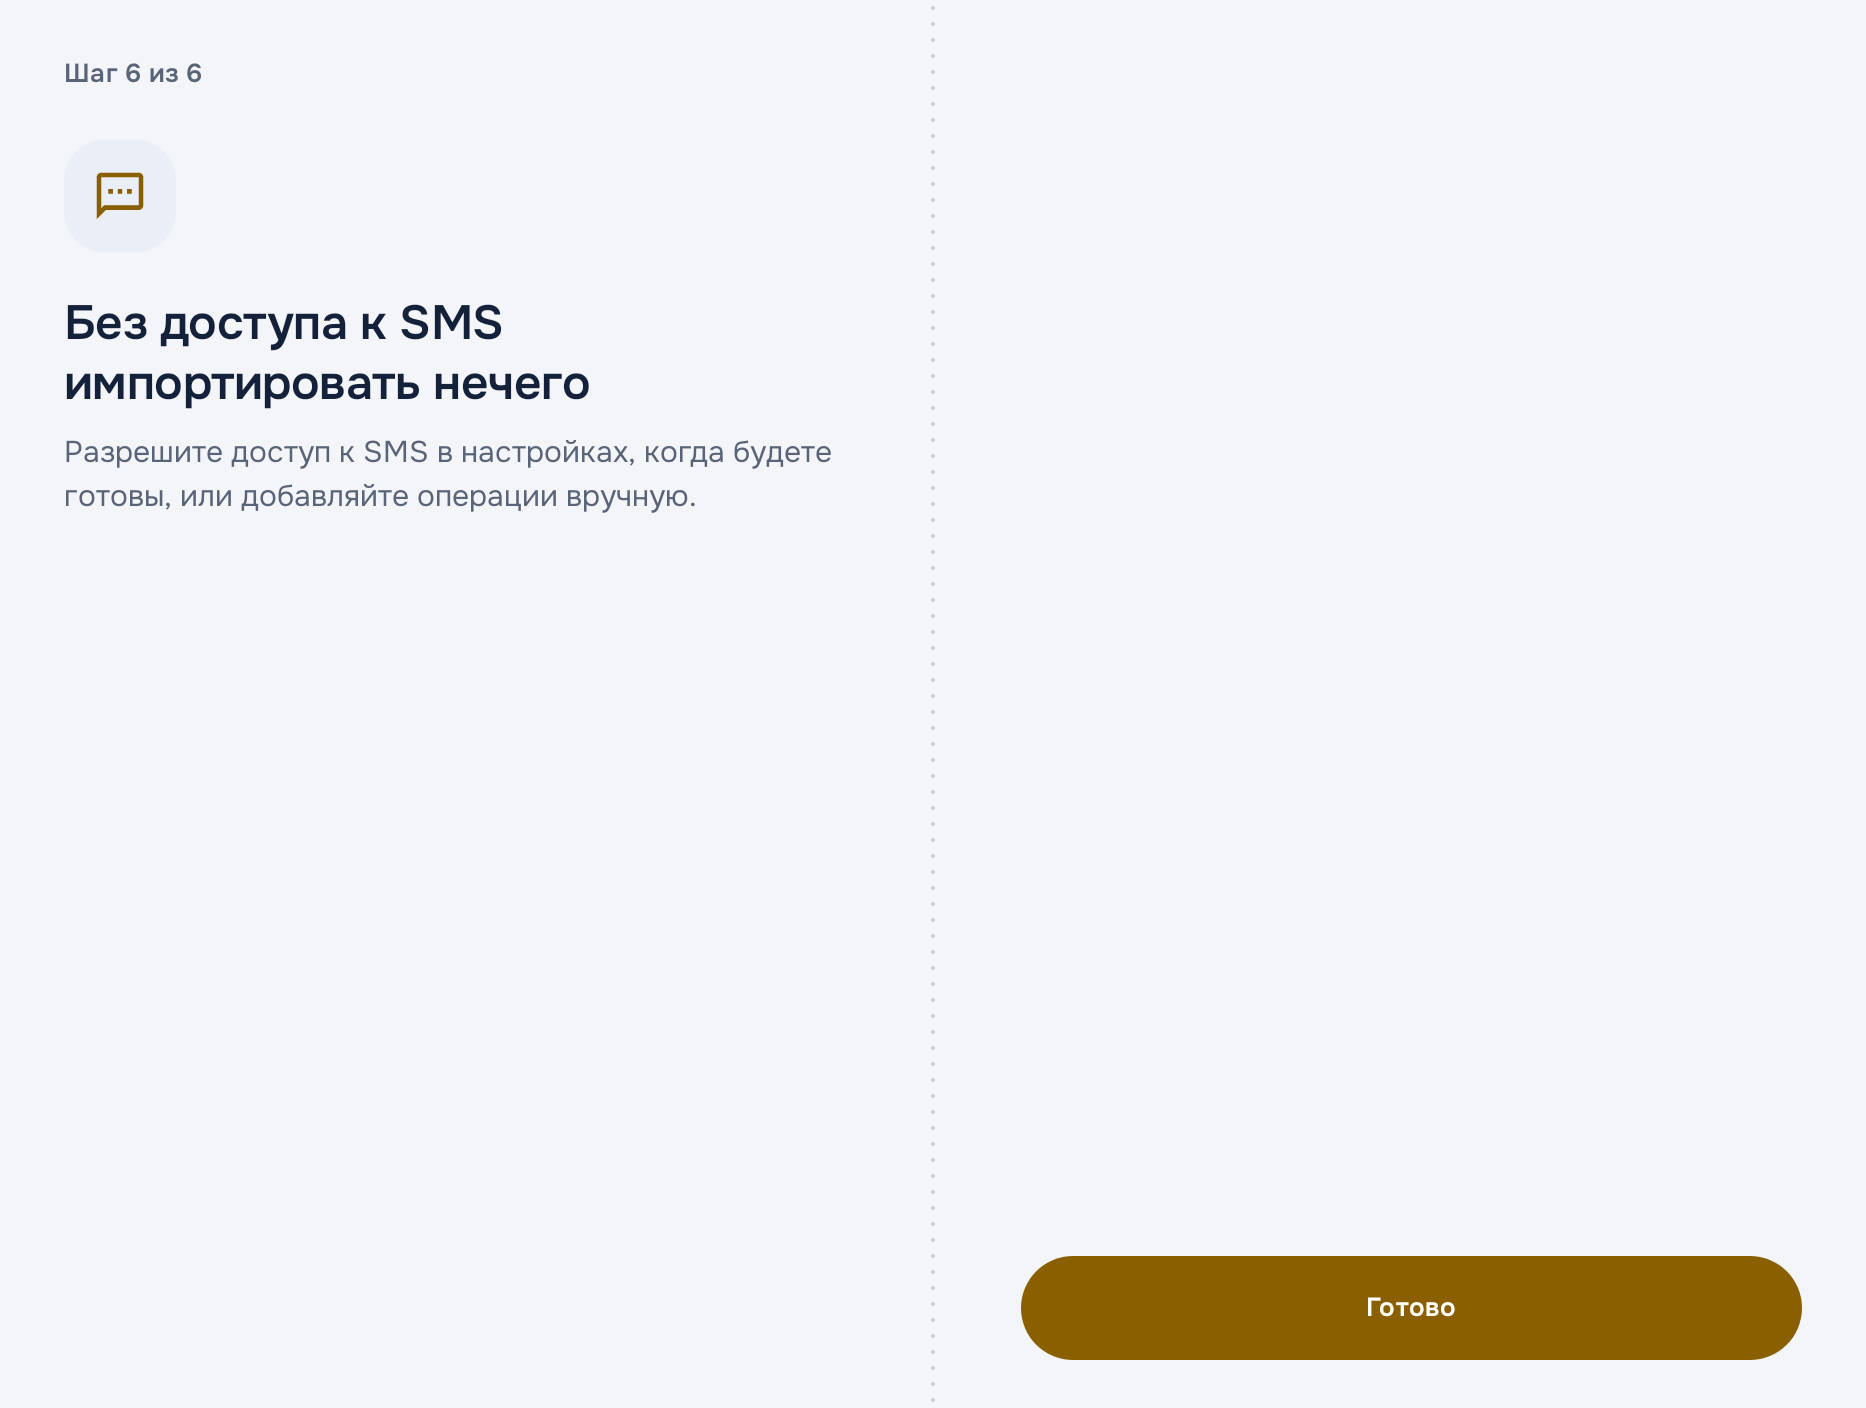 Шаг 6 из 6
Без доступа к SMS
импортировать нечего
Разрешите доступ к SMS в настройках, когда будете
готовы, или добавляйте операции вручную.
Готово